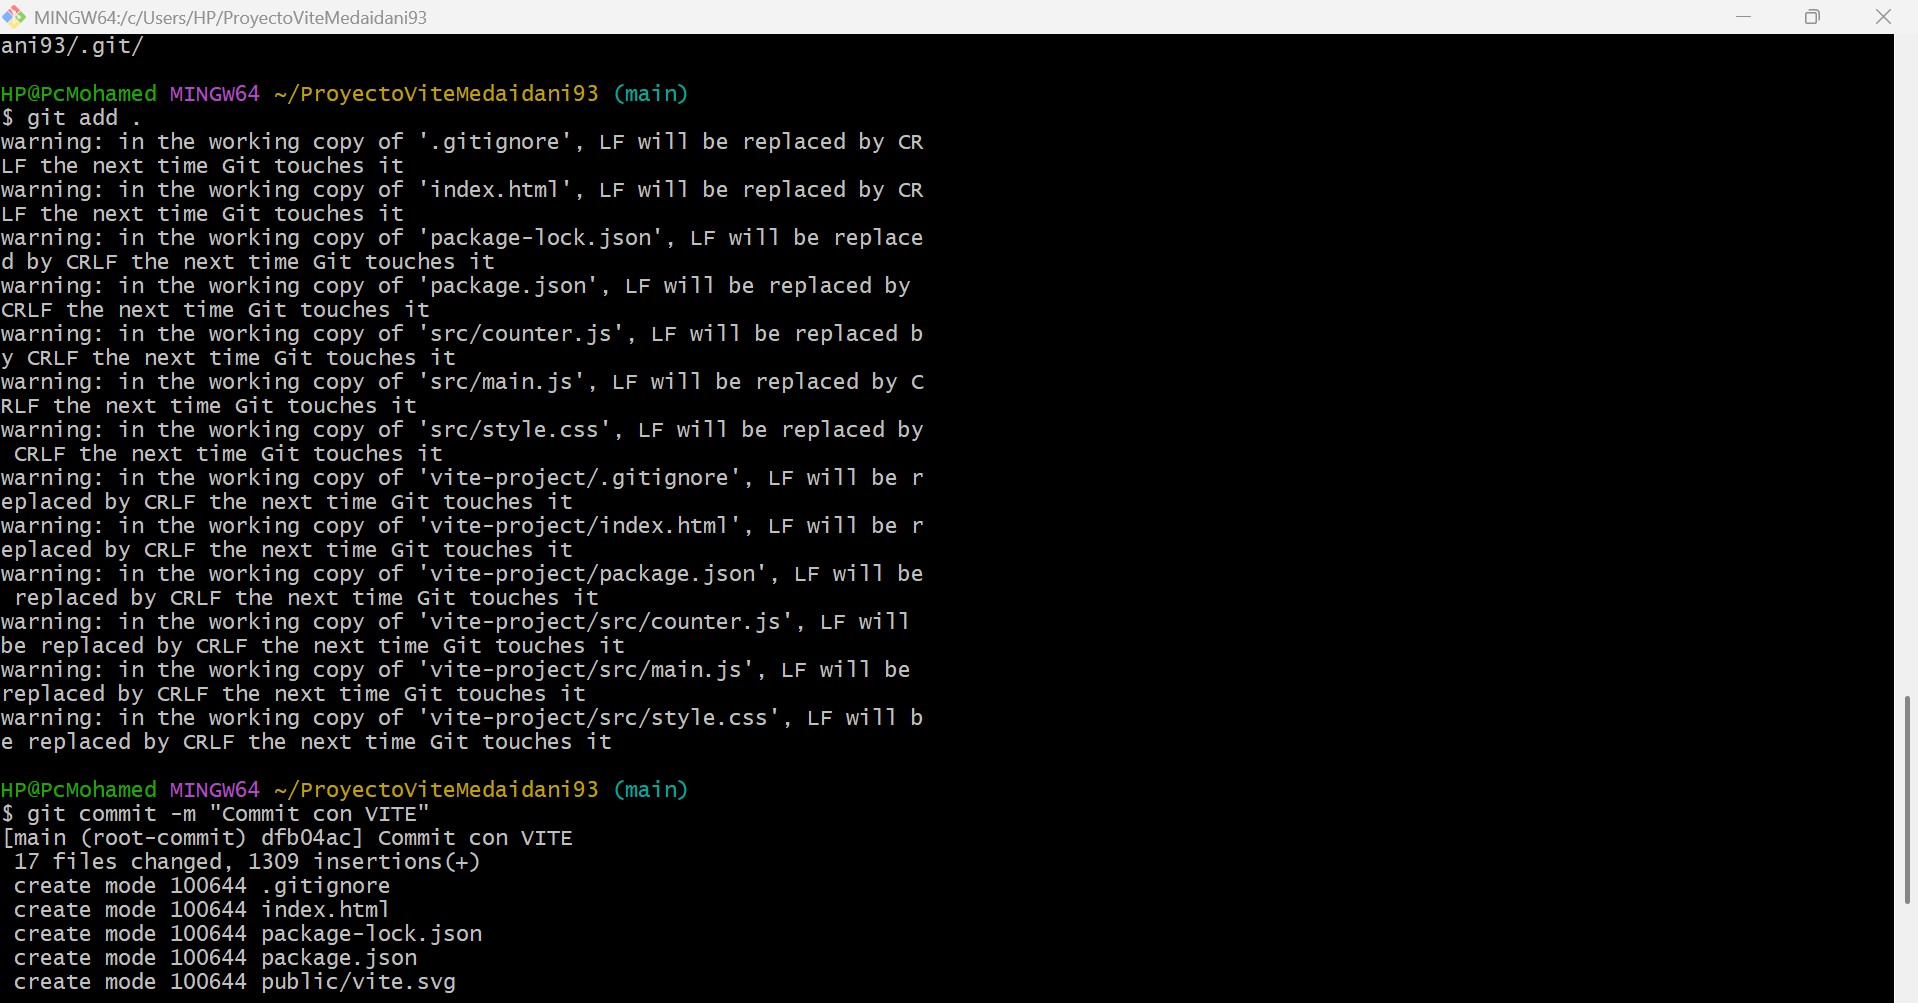 MINGW64:/c/Users/HP/ProyectoViteMedaidani93
ani93/.git/
HP@PcMohamed MINGW64 ~/ProyectoViteMedaidani93 (main)
$ git add .
warning: in the working copy of '.gitignore', LF will be replaced by CR
LF the next time Git touches it
warning: in the working copy of 'index.html', LF will be replaced by CR
LF the next time Git touches it
warning: in the working copy of 'package-lock.json', LF will be replace
d by CRLF the next time Git touches it
warning: in the working copy of 'package.json', LF will be replaced by
CRLF the next time Git touches it
warning: in the working copy of 'src/counter.js', LF will be replaced b
y CRLF the next time Git touches it
warning: in the working copy of 'src/main.js', LF will be replaced by C
RLF the next time Git touches it
warning: in the working copy of 'src/style.css', LF will be replaced by
 CRLF the next time Git touches it
warning: in the working copy of 'vite-project/.gitignore', LF will be r
eplaced by CRLF the next time Git touches it
warning: in the working copy of 'vite-project/index.html', LF will be r
eplaced by CRLF the next time Git touches it
warning: in the working copy of 'vite-project/package.json', LF will be
 replaced by CRLF the next time Git touches it
warning: in the working copy of 'vite-project/src/counter.js', LF will
be replaced by CRLF the next time Git touches it
warning: in the working copy of 'vite-project/src/main.js', LF will be
replaced by CRLF the next time Git touches it
warning: in the working copy of 'vite-project/src/style.css', LF will b
e replaced by CRLF the next time Git touches it
HP@PcMohamed MINGW64 ~/ProyectoViteMedaidani93 (main)
$ git commit -m "Commit con VITE"
[main (root-commit) dfb04ac] Commit con VITE
 17 files changed, 1309 insertions(+)
 create mode 100644 .gitignore
 create mode 100644 index.html
 create mode 100644 package-lock.json
 create mode 100644 package.json
 create mode 100644 public/vite.svg